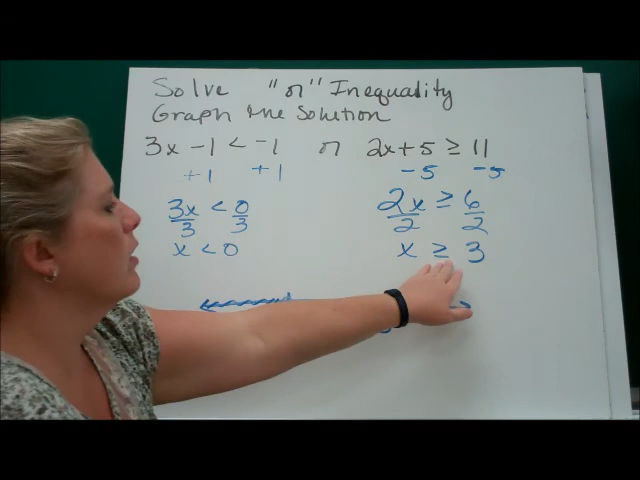 Solve "or" Inequality
Graph the Solution
3x - 1 < -1 or 2x + 5 ≥ 11
+1 +1 -5 -5
3x/3 < 0/3 2x/2 ≥ 6/2
x < 0 x ≥ 3